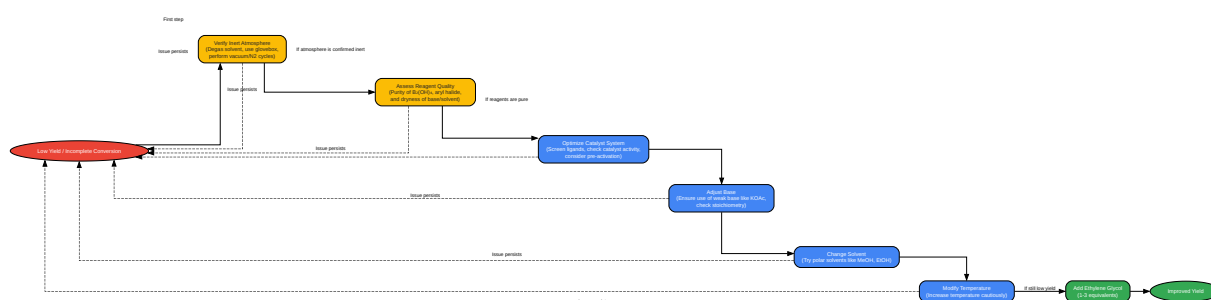 First step
Verify Inert Atmosphere
(Degas solvent, use glovebox,
perform vacuum/N2 cycles)
Issue persists
If atmosphere is confirmed inert
Issue persists
Assess Reagent Quality
(Purity of B₂(OH)₄, aryl halide,
and dryness of base/solvent)
If reagents are pure
Low Yield / Incomplete Conversion
Issue persists
Optimize Catalyst System
(Screen ligands, check catalyst activity,
consider pre-activation)
Issue persists
Adjust Base
(Ensure use of weak base like KOAc,
check stoichiometry)
Issue persists
Change Solvent
(Try polar solvents like MeOH, EtOH)
Modify Temperature
(Increase temperature cautiously)
If still low yield
Add Ethylene Glycol
(1-3 equivalents)
Improved Yield